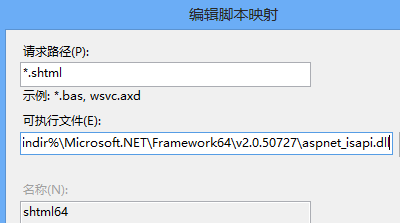 编辑脚本映射
请求路径(P):
*.shtml
示例: *.bas, wsvc.axd
可执行文件(E):
indir%\Microsoft.NET\Framework64\v2.0.50727\aspnet_isapi.dll
名称(N):
shtml64